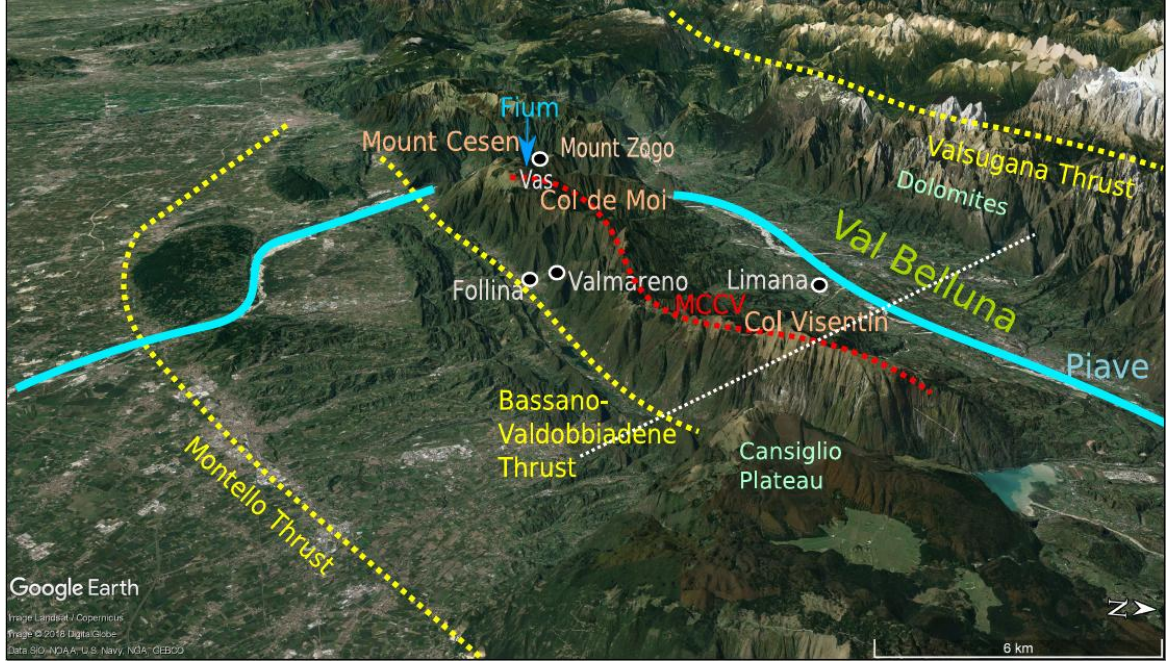 Fium
Mount Cesen
Mount Zogo
Vas
Col de Moi
Valsugana Thrust
Dolomites
Val Belluna
Follina
Valmareno
Limana
MCCV
Col Visentin
Piave
Bassano-
Valdobbiadene
Thrust
Cansiglio
Plateau
Montello Thrust
Google Earth
Image Landsat / Copernicus
Image © 2018 DigitalGlobe
Data SIO, NOAA, U.S. Navy, NGA, GEBCO
N
6 km